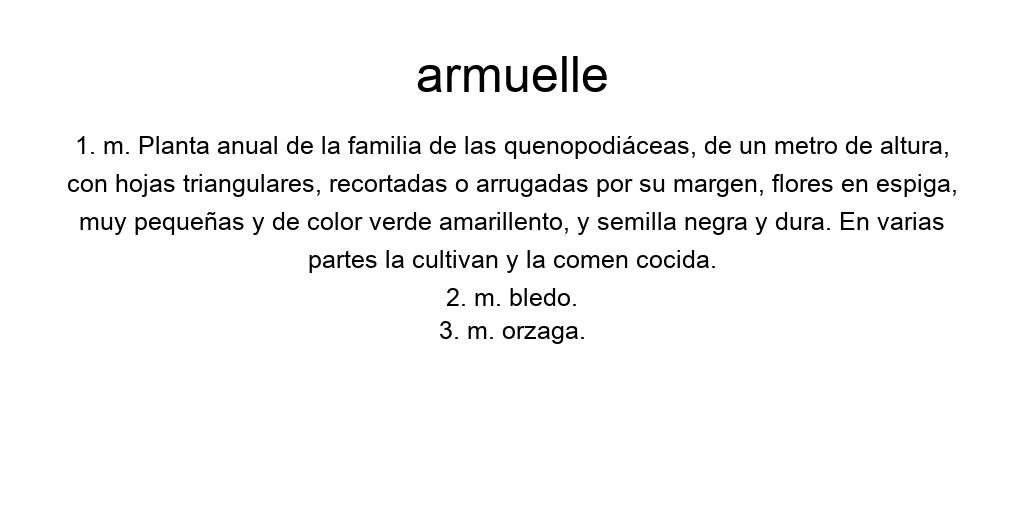 armuelle
1. m. Planta anual de la familia de las quenopodiáceas, de un metro de altura,
con hojas triangulares, recortadas o arrugadas por su margen, flores en espiga,
muy pequeñas y de color verde amarillento, y semilla negra y dura. En varias
partes la cultivan y la comen cocida.
2. m. bledo.
3. m. orzaga.